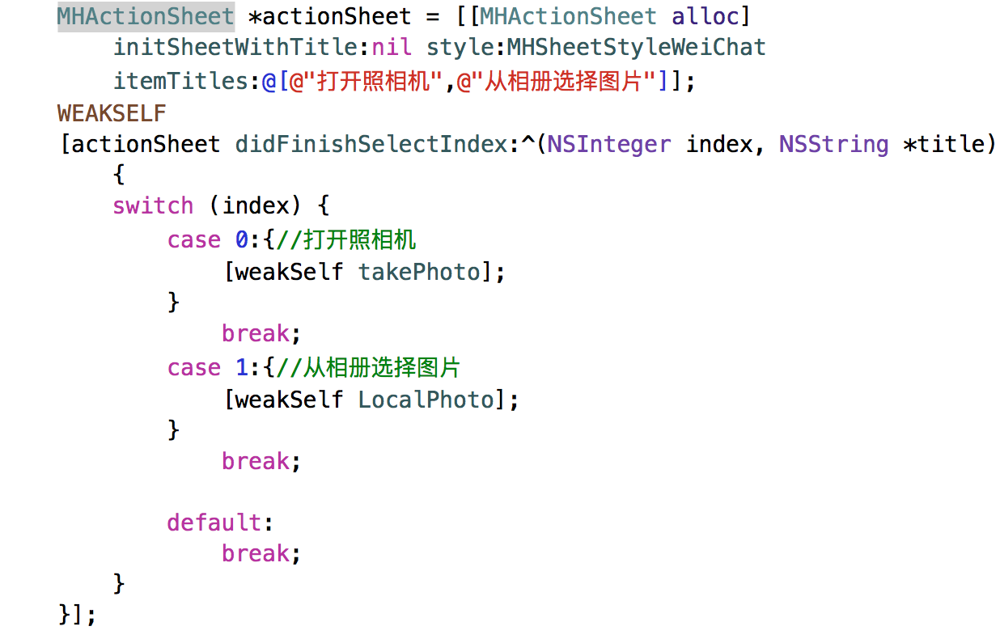 MHActionSheet *actionSheet = [[MHActionSheet alloc]
initSheetWithTitle:nil style:MHSheetStyleWeiChat
itemTitles:@[@"打开照相机",@"从相册选择图片"]];
WEAKSELF
[actionSheet didFinishSelectIndex:^(NSInteger index, NSString *title)
{
switch (index) {
case 0:{//打开照相机
[weakSelf takePhoto];
}
break;
case 1:{//从相册选择图片
[weakSelf LocalPhoto];
}
break;
default:
break;
}
}];